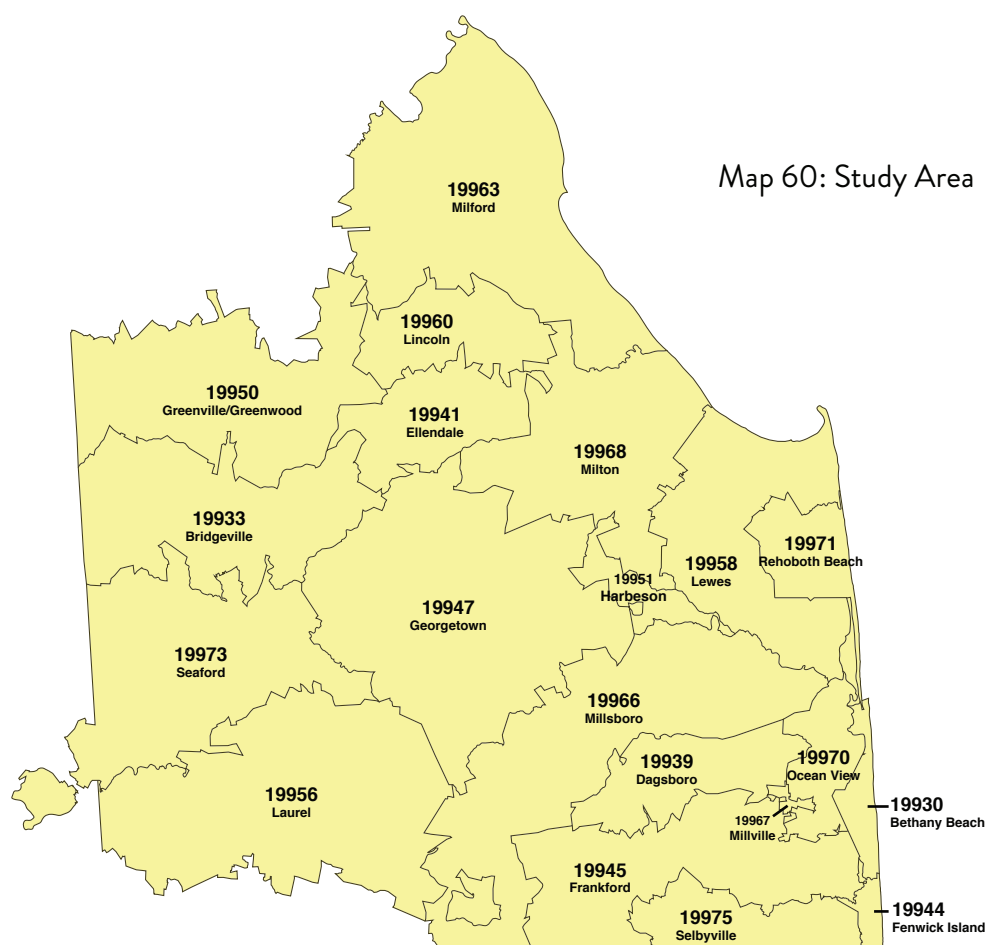 Map 60: Study Area
19963
Milford
19960
Lincoln
19950
Greenville/Greenwood
19941
Ellendale
19968
Milton
19933
Bridgeville
19971
Rehoboth Beach
19958
Lewes
19951
Harbeson
19947
Georgetown
19973
Seaford
19966
Millsboro
19939
Dagsboro
19970
Ocean View
19956
Laurel
19930
Bethany Beach
19967
Millville
19945
Frankford
19944
Fenwick Island
19975
Selbyville